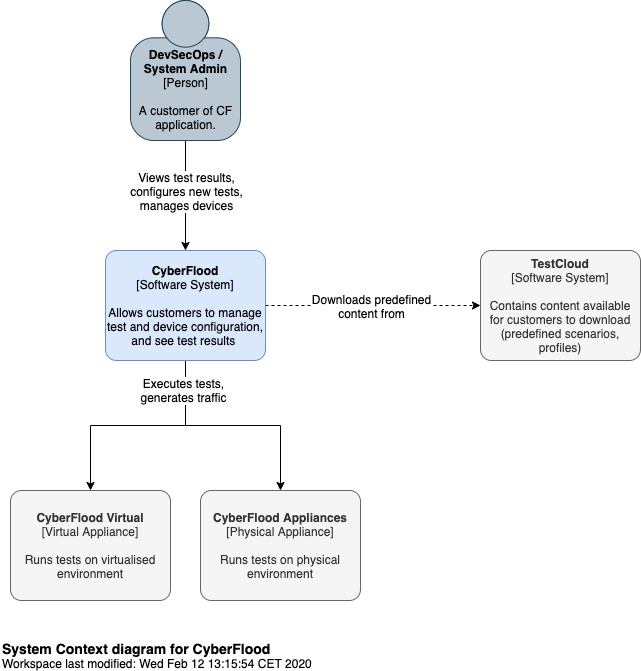 DevSecOps /
System Admin
[Person]
A customer of CF
application.
Views test results,
configures new tests,
manages devices
CyberFlood
[Software System]
Allows customers to manage
test and device configuration,
and see test results
Downloads predefined
content from
TestCloud
[Software System]
Contains content available
for customers to download
(predefined scenarios,
profiles)
Executes tests,
generates traffic
CyberFlood Virtual
[Virtual Appliance]
Runs tests on virtualised
environment
CyberFlood Appliances
[Physical Appliance]
Runs tests on physical
environment
System Context diagram for CyberFlood
Workspace last modified: Wed Feb 12 13:15:54 CET 2020